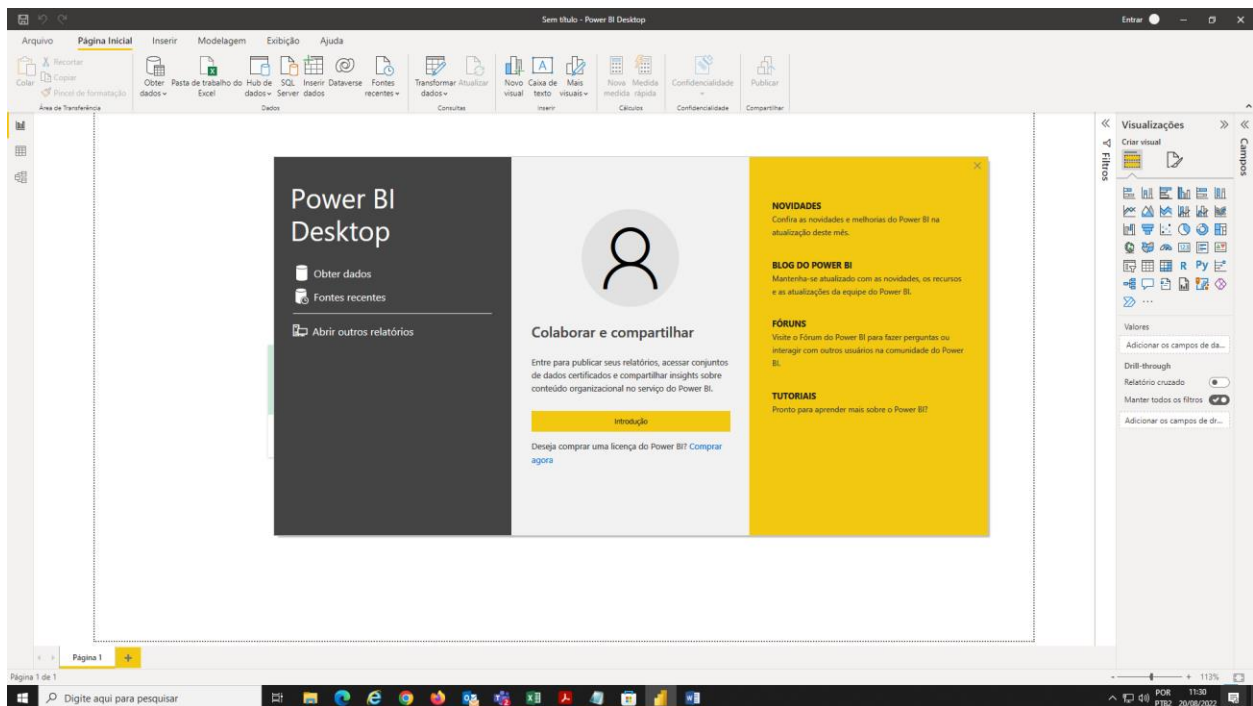 Sem título - Power BI Desktop
Entrar
Arquivo Página Inicial Inserir Modelagem Exibição Ajuda
Colar
Recortar
Copiar
Pincel de formatação
Área de Transferência
Obter dados
Pasta de trabalho do Excel
Hub de dados
SQL Server
Inserir dados
Dataverse
Fontes recentes
Dados
Transformar dados
Atualizar
Consultas
Novo visual
Caixa de texto
Mais visuais
Inserir
Nova medida
Medida rápida
Cálculos
Confidencialidade
Confidencialidade
Publicar
Compartilhar
Power BI
Desktop
Obter dados
Fontes recentes
Abrir outros relatórios
Colaborar e compartilhar
Entre para publicar seus relatórios, acessar conjuntos
de dados certificados e compartilhar insights sobre
conteúdo organizacional no serviço do Power BI.
Introdução
Deseja comprar uma licença do Power BI? Comprar
agora
NOVIDADES
Confira as novidades e melhorias do Power BI na
atualização deste mês.
BLOG DO POWER BI
Mantenha-se atualizado com as novidades, os recursos
e as atualizações da equipe do Power BI.
FÓRUNS
Visite o Fórum do Power BI para fazer perguntas ou
interagir com outros usuários na comunidade do Power
BI.
TUTORIAIS
Pronto para aprender mais sobre o Power BI?
Filtros
Visualizações
Criar visual
R Py
123
Valores
Adicionar os campos de da...
Drill-through
Relatório cruzado
Manter todos os filtros
Adicionar os campos de dr...
Campos
Página 1
Página 1 de 1
113%
Digite aqui para pesquisar
POR
PTB2
11:30
20/08/2022